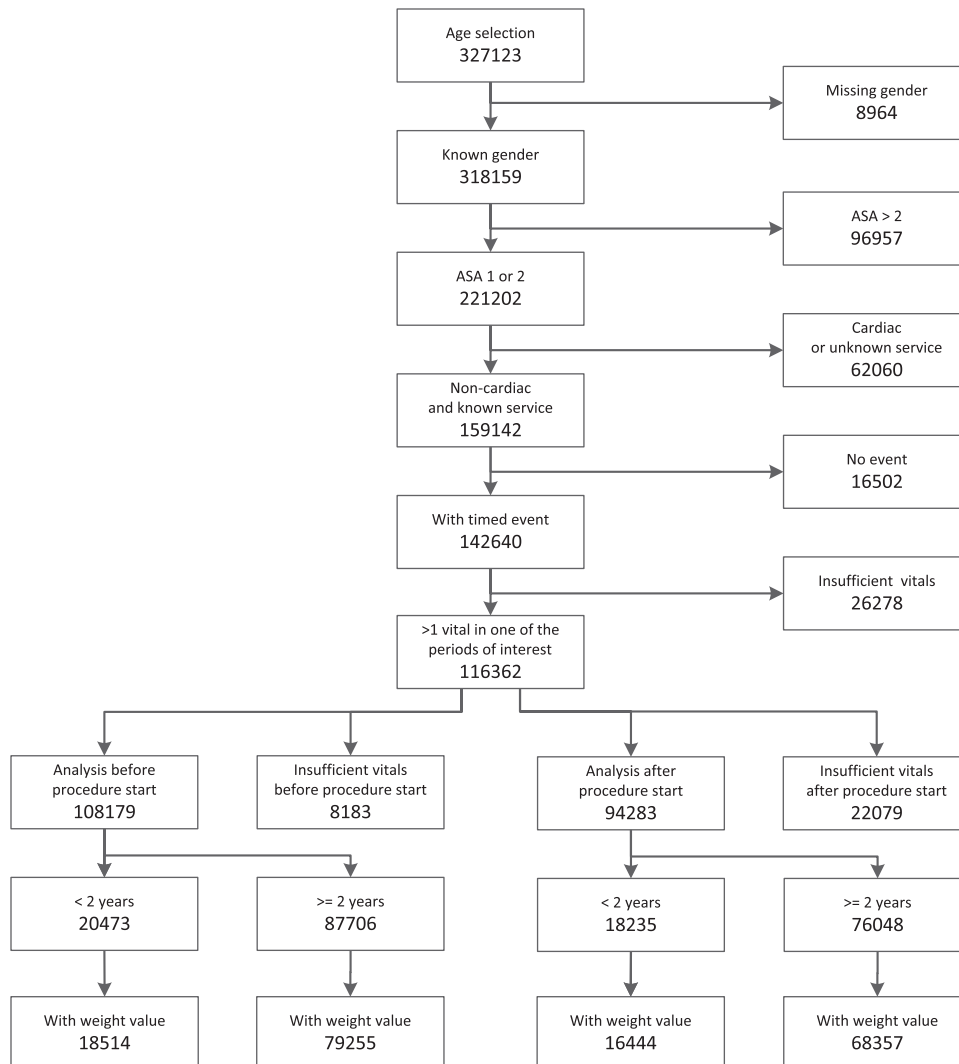 Age selection
327123
Missing gender
8964
Known gender
318159
ASA > 2
96957
ASA 1 or 2
221202
Cardiac
or unknown service
62060
Non-cardiac
and known service
159142
No event
16502
With timed event
142640
Insufficient vitals
26278
>1 vital in one of the
periods of interest
116362
Analysis before
procedure start
108179
Insufficient vitals
before procedure start
8183
Analysis after
procedure start
94283
Insufficient vitals
after procedure start
22079
< 2 years
20473
>= 2 years
87706
< 2 years
18235
>= 2 years
76048
With weight value
18514
With weight value
79255
With weight value
16444
With weight value
68357